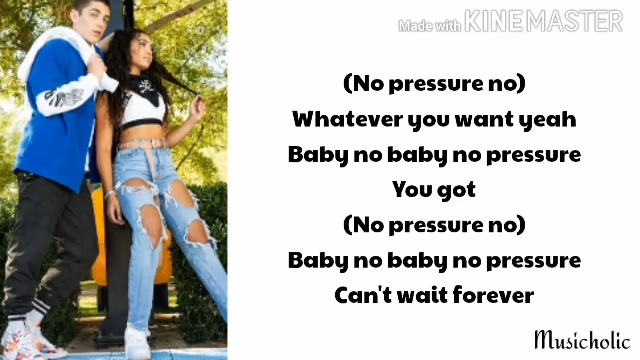 Made with KINEMASTER
(No pressure no)
Whatever you want yeah
Baby no baby no pressure
You got
(No pressure no)
Baby no baby no pressure
Can't wait forever
Musicholic